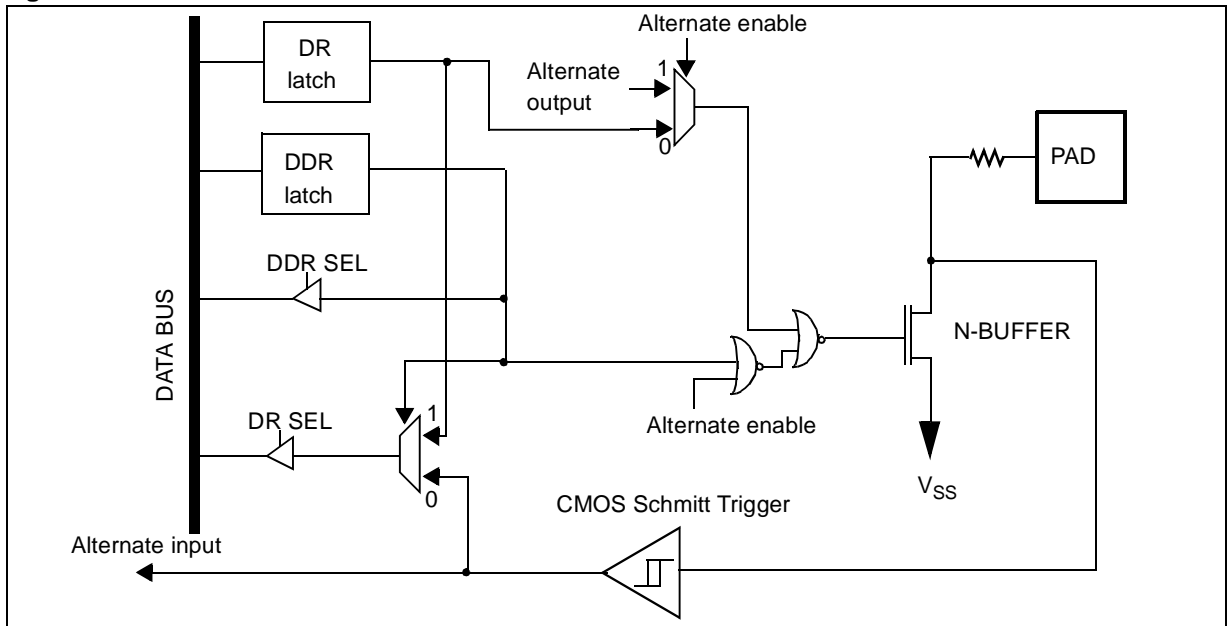 Alternate enable
DR
latch
1
Alternate
output
0
PAD
DDR
latch
DDR SEL
DATA BUS
N-BUFFER
Alternate enable
DR SEL
1
0
VSS
CMOS Schmitt Trigger
Alternate input